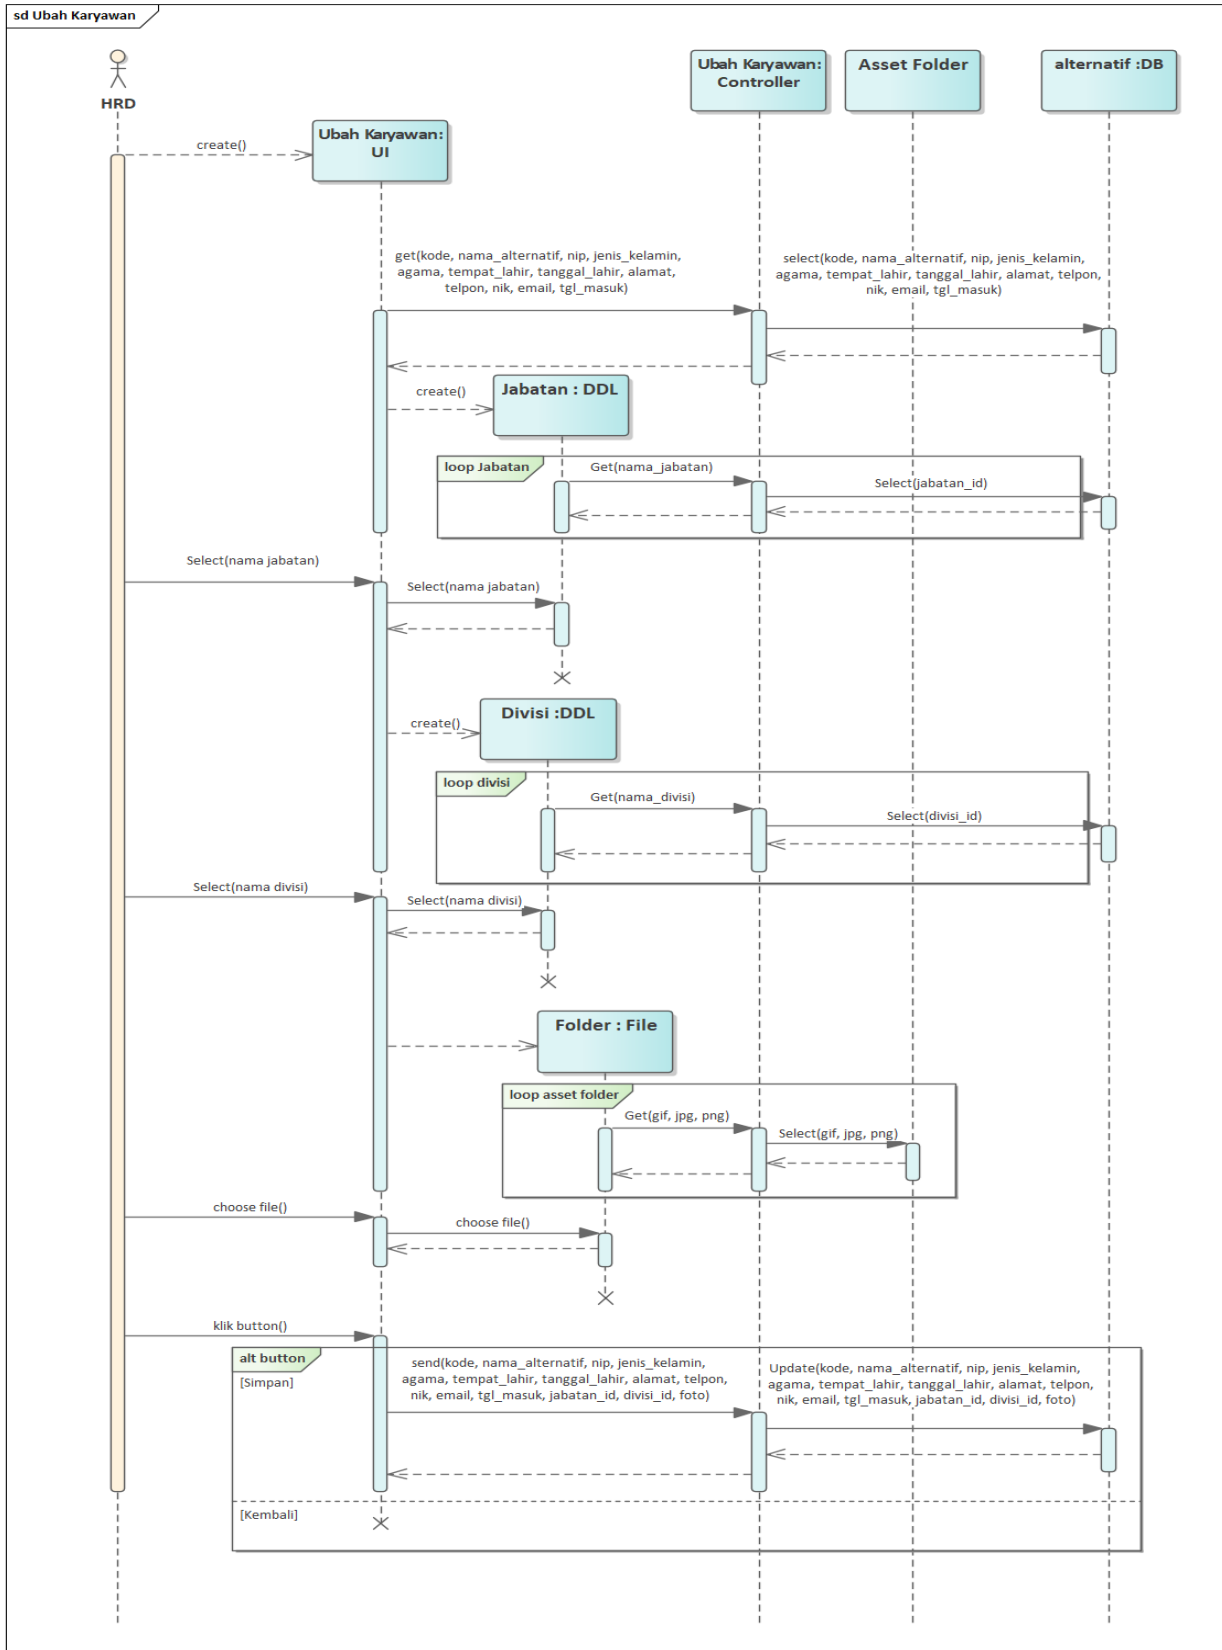 sd Ubah Karyawan
HRD
Ubah Karyawan:
Controller
Asset Folder
alternatif :DB
create()
Ubah Karyawan:
UI
get(kode, nama_alternatif, nip, jenis_kelamin,
agama, tempat_lahir, tanggal_lahir, alamat,
telpon, nik, email, tgl_masuk)
select(kode, nama_alternatif, nip, jenis_kelamin,
agama, tempat_lahir, tanggal_lahir, alamat, telpon,
nik, email, tgl_masuk)
create()
Jabatan : DDL
loop Jabatan
Get(nama_jabatan)
Select(jabatan_id)
Select(nama jabatan)
Select(nama jabatan)
create()
Divisi :DDL
loop divisi
Get(nama_divisi)
Select(divisi_id)
Select(nama divisi)
Select(nama divisi)
Folder : File
loop asset folder
Get(gif, jpg, png)
Select(gif, jpg, png)
choose file()
choose file()
klik button()
alt button
[Simpan]
send(kode, nama_alternatif, nip, jenis_kelamin,
agama, tempat_lahir, tanggal_lahir, alamat, telpon,
nik, email, tgl_masuk, jabatan_id, divisi_id, foto)
Update(kode, nama_alternatif, nip, jenis_kelamin,
agama, tempat_lahir, tanggal_lahir, alamat, telpon,
nik, email, tgl_masuk, jabatan_id, divisi_id, foto)
[Kembali]